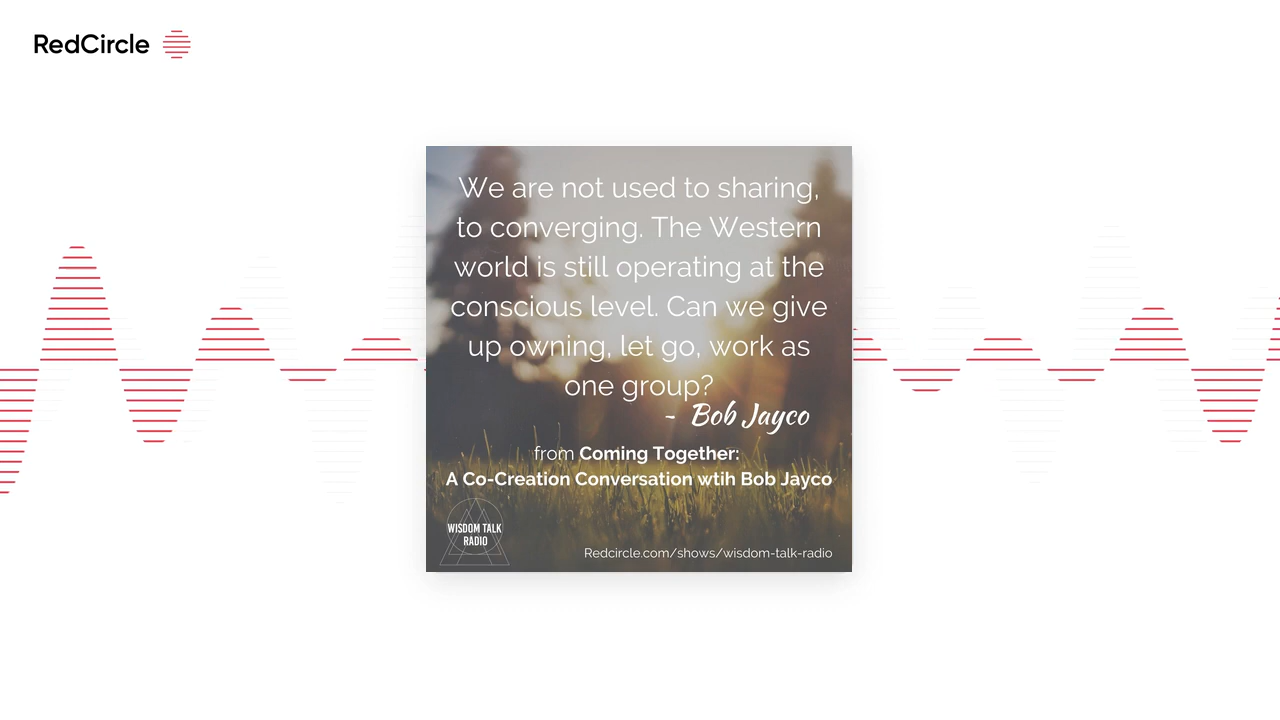 RedCircle
We are not used to sharing,
to converging. The Western
world is still operating at the
conscious level. Can we give
up owning, let go, work as
one group?
- Bob Jayco
from Coming Together:
A Co-Creation Conversation wtih Bob Jayco
WISDOM TALK
RADIO
Redcircle.com/shows/wisdom-talk-radio